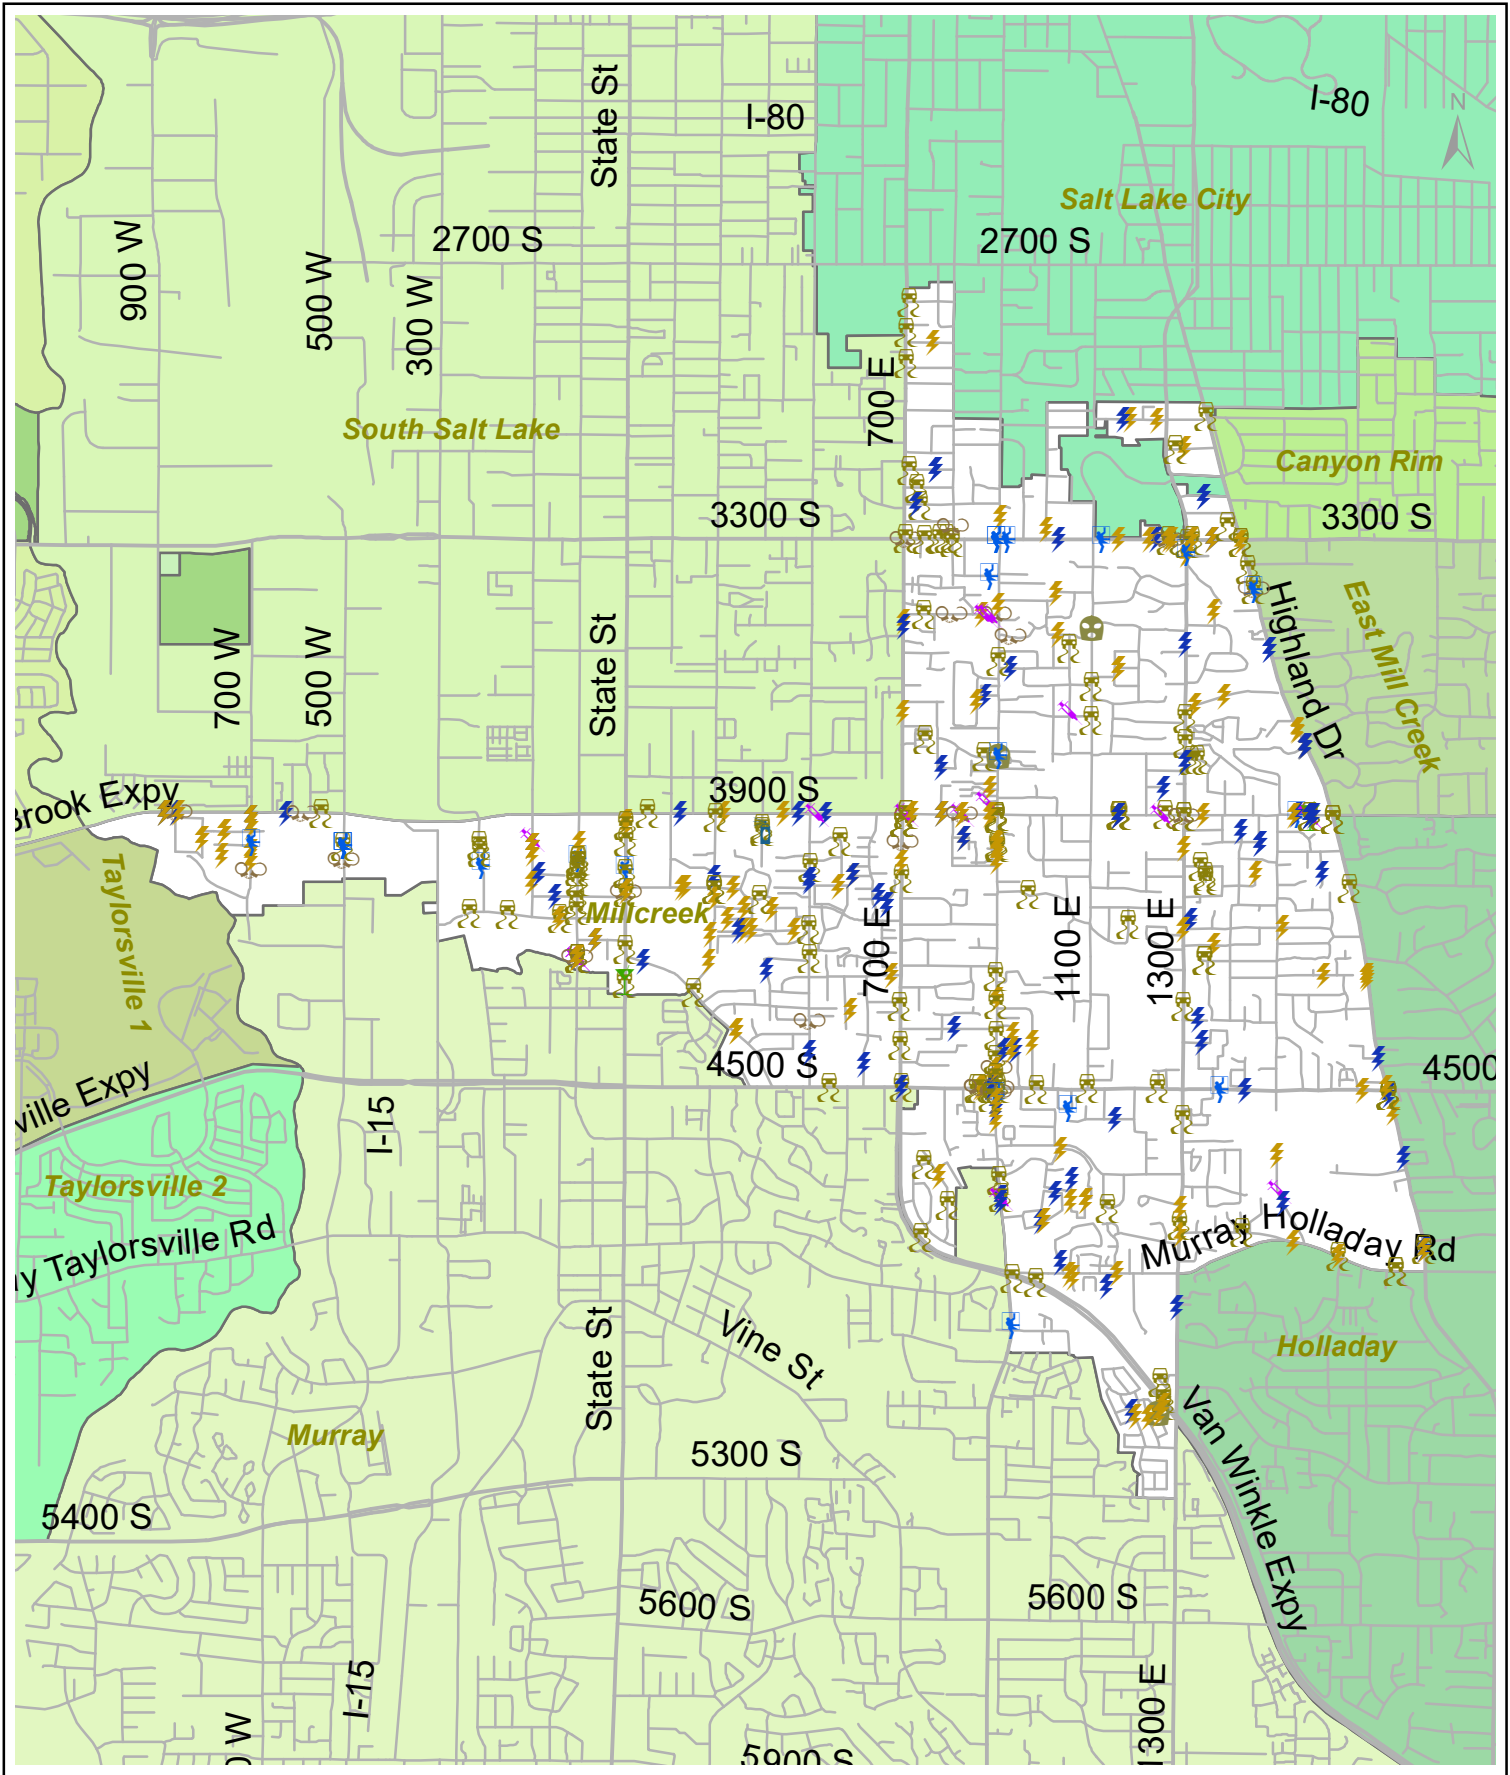 State St
I-80
I-80
N
Salt Lake City
900 W
2700 S
2700 S
500 W
300 W
700 E
South Salt Lake
Canyon Rim
3300 S
3300 S
Highland Dr
East Mill Creek
700 W
500 W
State St
3900 S
Brook Expy
Taylorsville 1
Millcreek
700 E
1100 E
1300 E
4500 S
4500
ville Expy
I-15
Taylorsville 2
y Taylorsville Rd
Murray Holladay Rd
State St
Vine St
Holladay
Murray
5300 S
Van Winkle Expy
5400 S
5600 S
5600 S
I-15
1300 E
0 W
5900 S